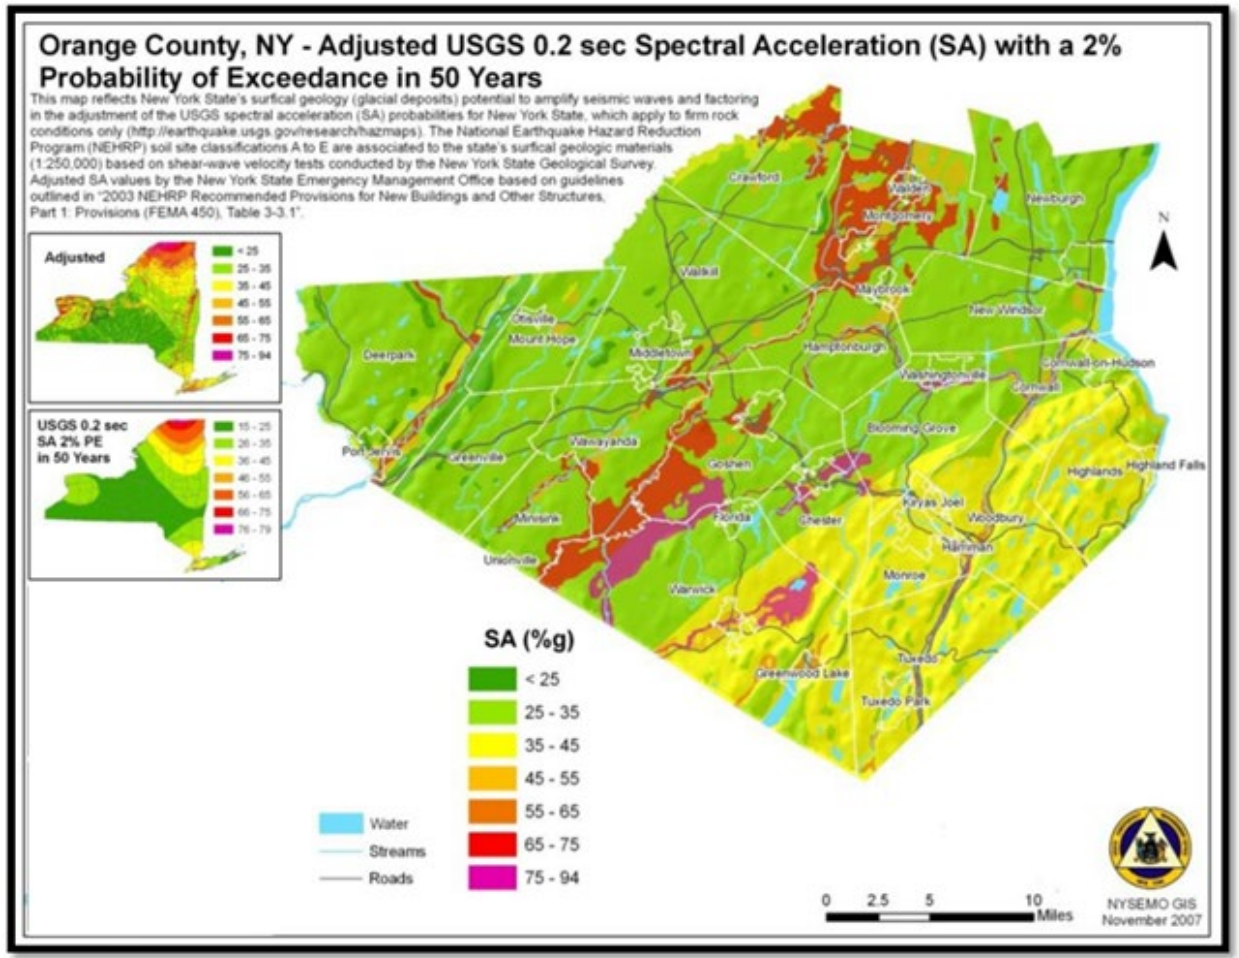 Orange County, NY - Adjusted USGS 0.2 sec Spectral Acceleration (SA) with a 2%
Probability of Exceedance in 50 Years
This map reflects New York State's surfical geology (glacial deposits) potential to amplify seismic waves and factoring
in the adjustment of the USGS spectral acceleration (SA) probabilities for New York State, which apply to firm rock
conditions only (http://earthquake.usgs.gov/research/hazmaps). The National Earthquake Hazard Reduction
Program (NEHRP) soil site classifications A to E are associated to the state's surfical geologic materials
(1:250,000) based on shear-wave velocity tests conducted by the New York State Geological Survey.
Adjusted SA values by the New York State Emergency Management Office based on guidelines
outlined in "2003 NEHRP Recommended Provisions for New Buildings and Other Structures,
Part 1: Provisions (FEMA 450), Table 3-3.1".
Adjusted
< 25
25 - 35
35 - 45
45 - 55
55 - 65
65 - 75
75 - 94
USGS 0.2 sec
SA 2% PE
in 50 Years
15 - 25
26 - 35
36 - 45
46 - 55
56 - 65
66 - 75
76 - 79
Crawford
Walden
Montgomery
Newburgh
N
Wallkill
Maybrook
New Windsor
Otisville
Mount Hope
Deerpark
Middletown
Hamptonburgh
Cornwall-on-Hudson
Washingtonville
Cornwall
Blooming Grove
Port Jervis
Greenville
Wawayanda
Goshen
Highlands
Highland Falls
Kiryas Joel
Minisink
Florida
Chester
Woodbury
Harriman
Unionville
Warwick
Monroe
Tuxedo
Greenwood Lake
Tuxedo Park
SA (%g)
< 25
25 - 35
35 - 45
45 - 55
55 - 65
65 - 75
75 - 94
Water
Streams
Roads
0 2.5 5 10
Miles
NYSEMO GIS
November 2007